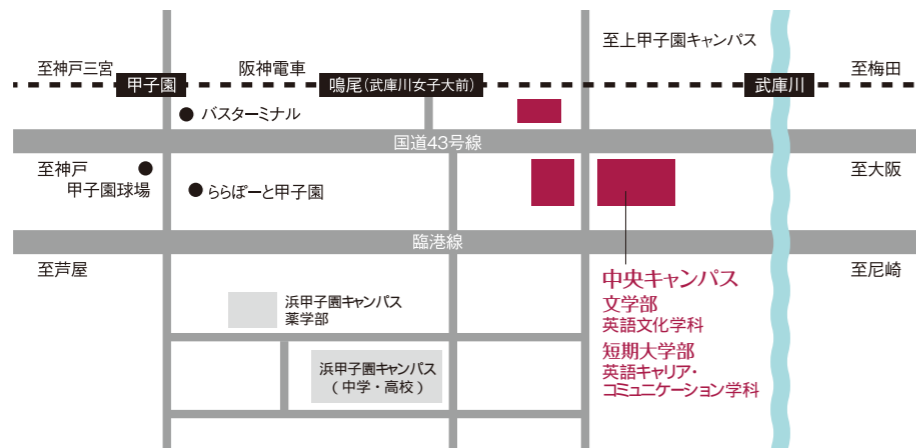 至上甲子園キャンパス
至神戸三宮
阪神電車
至梅田
甲子園
鳴尾(武庫川女子大前)
武庫川
バスターミナル
国道43号線
至神戸
甲子園球場
ららぽーと甲子園
至大阪
臨港線
至芦屋
至尼崎
中央キャンパス
文学部
英語文化学科
短期大学部
英語キャリア・
コミュニケーション学科
浜甲子園キャンパス
薬学部
浜甲子園キャンパス
(中学・高校)